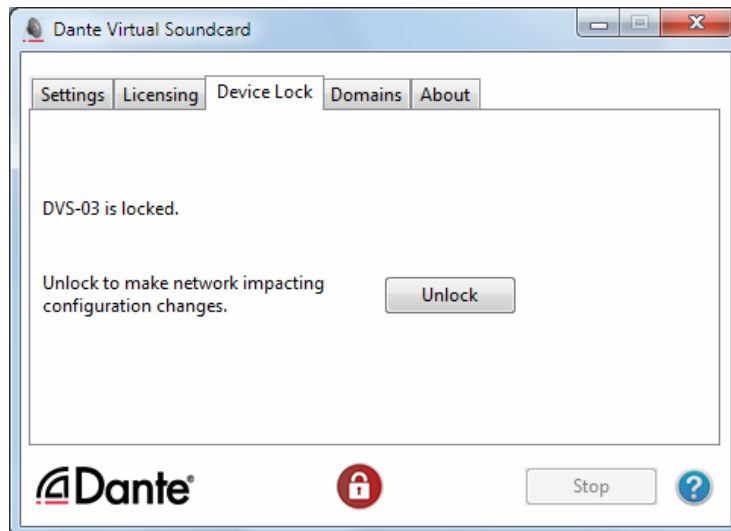 Dante Virtual Soundcard
Settings Licensing Device Lock Domains About
DVS-03 is locked.
Unlock to make network impacting
configuration changes.
Unlock
Dante®
Stop
?